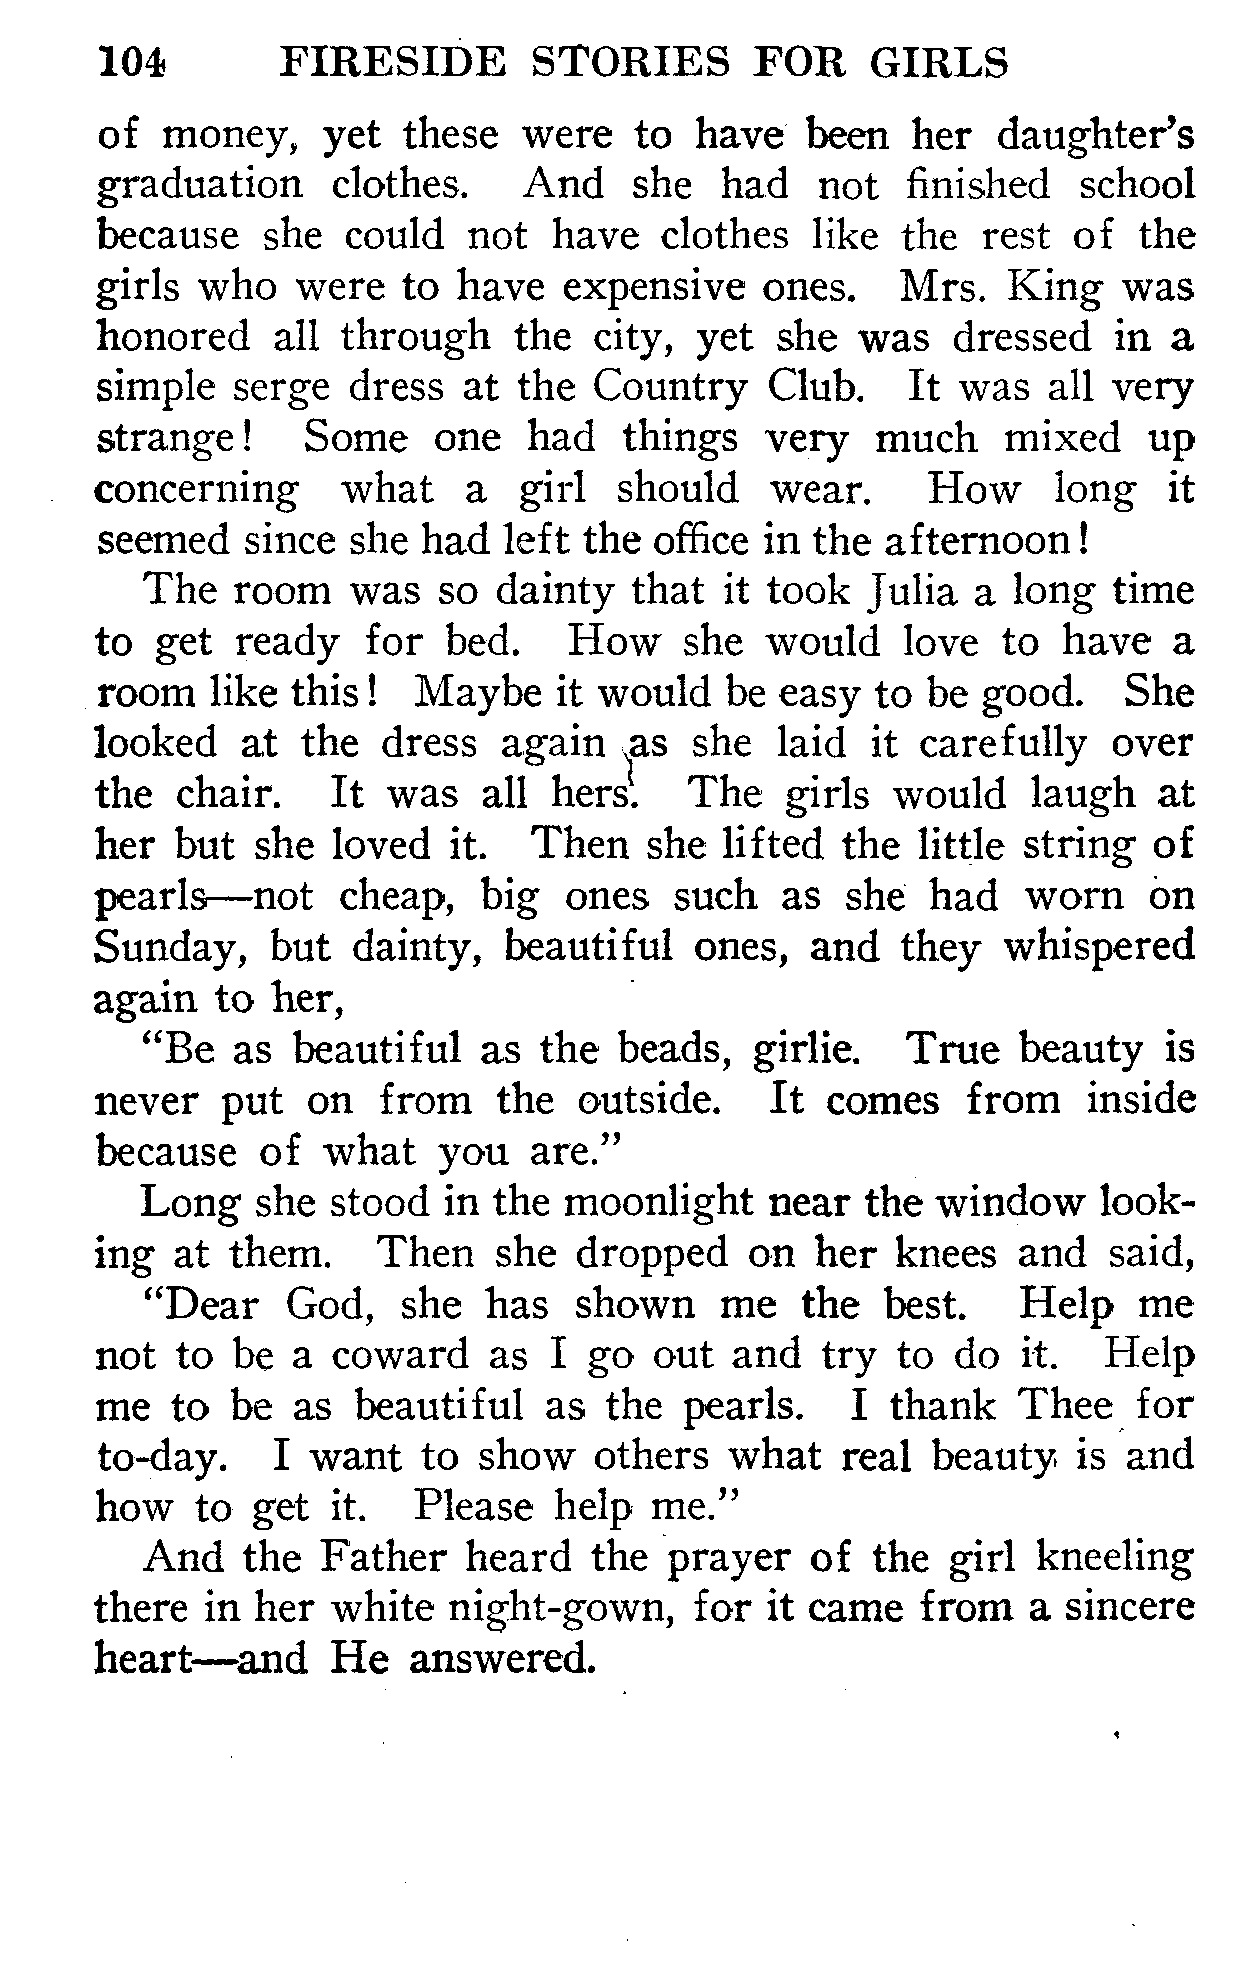 104 FIRESIDE STORIES FOR GIRLS
of money, yet these were to have been her daughter's
graduation clothes. And she had not finished school
because she could not have clothes like the rest of the
girls who were to have expensive ones. Mrs. King was
honored all through the city, yet she was dressed in a
simple serge dress at the Country Club. It was all very
strange! Some one had things very much mixed up
concerning what a girl should wear. How long it
seemed since she had left the office in the afternoon!
The room was so dainty that it took Julia a long time
to get ready for bed. How she would love to have a
room like this! Maybe it would be easy to be good. She
looked at the dress again as she laid it carefully over
the chair. It was all hers. The girls would laugh at
her but she loved it. Then she lifted the little string of
pearls—not cheap, big ones such as she had worn on
Sunday, but dainty, beautiful ones, and they whispered
again to her,
"Be as beautiful as the beads, girlie. True beauty is
never put on from the outside. It comes from inside
because of what you are."
Long she stood in the moonlight near the window look-
ing at them. Then she dropped on her knees and said,
"Dear God, she has shown me the best. Help me
not to be a coward as I go out and try to do it. Help
me to be as beautiful as the pearls. I thank Thee for
to-day. I want to show others what real beauty is and
how to get it. Please help me."
And the Father heard the prayer of the girl kneeling
there in her white night-gown, for it came from a sincere
heart—and He answered.